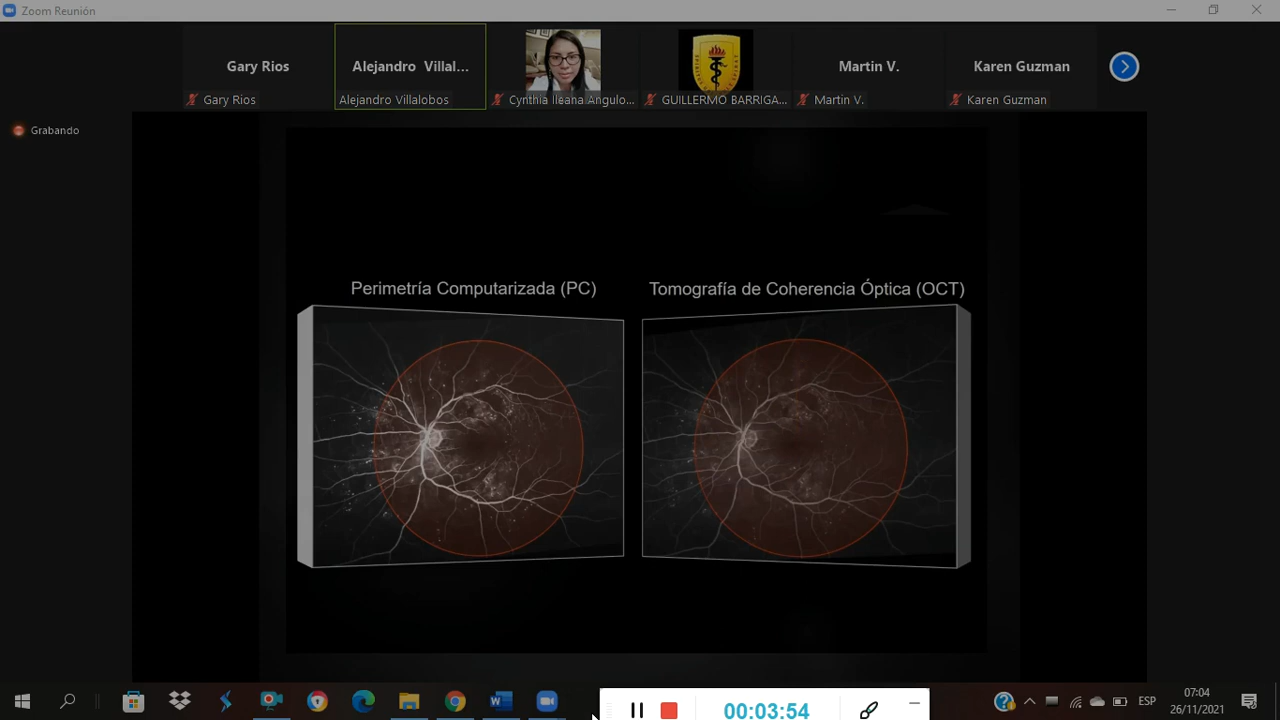 Zoom Reunión
Gary Rios
Alejandro Villal...
Martin V.
Karen Guzman
Gary Rios
Alejandro Villalobos
Cynthia Ileana Angulo...
GUILLERMO BARRIGA...
Martin V.
Karen Guzman
Grabando
Perimetría Computarizada (PC)
Tomografía de Coherencia Óptica (OCT)
00:03:54
ESP
07:04
26/11/2021